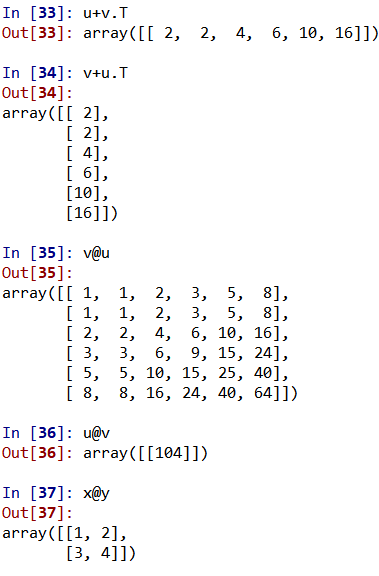 In [33]: u+v.T
Out[33]: array([[ 2,  2,  4,  6, 10, 16]])
In [34]: v+u.T
Out[34]:
array([[ 2],
       [ 2],
       [ 4],
       [ 6],
       [10],
       [16]])
In [35]: v@u
Out[35]:
array([[ 1,  1,  2,  3,  5,  8],
       [ 1,  1,  2,  3,  5,  8],
       [ 2,  2,  4,  6, 10, 16],
       [ 3,  3,  6,  9, 15, 24],
       [ 5,  5, 10, 15, 25, 40],
       [ 8,  8, 16, 24, 40, 64]])
In [36]: u@v
Out[36]: array([[104]])
In [37]: x@y
Out[37]:
array([[1, 2],
       [3, 4]])